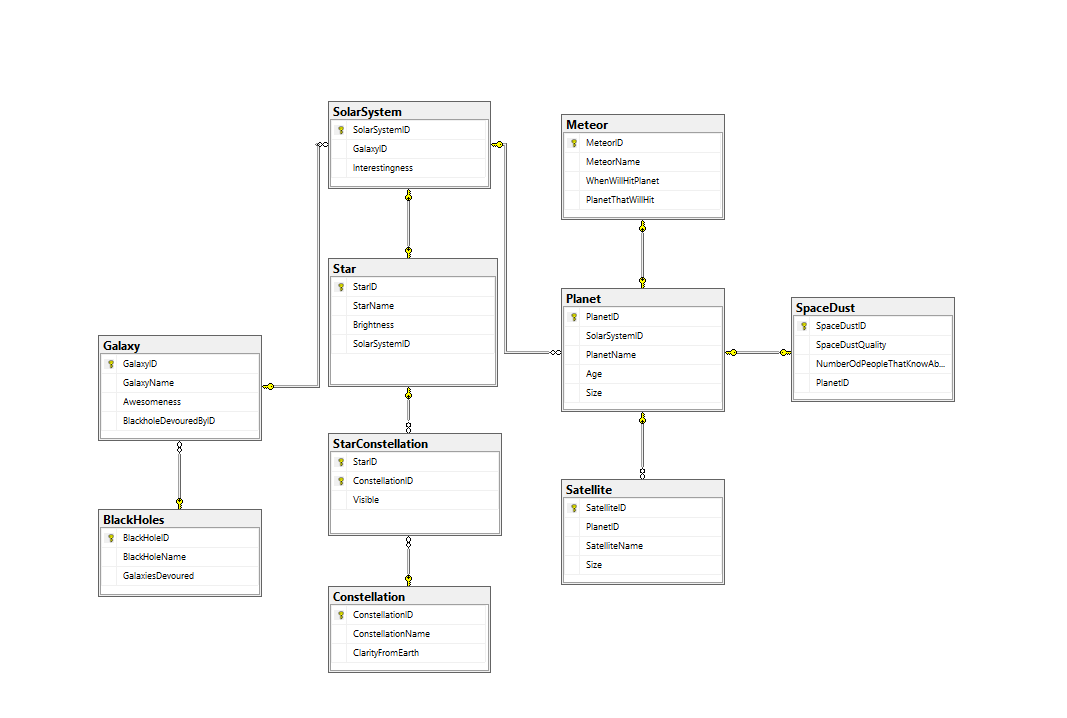 SolarSystem
SolarSystemID
GalaxyID
Interestingness
Meteor
MeteorID
MeteorName
WhenWillHitPlanet
PlanetThatWillHit
Star
StarID
StarName
Brightness
SolarSystemID
Planet
PlanetID
SolarSystemID
PlanetName
Age
Size
SpaceDust
SpaceDustID
SpaceDustQuality
NumberOdPeopleThatKnowAb...
PlanetID
Galaxy
GalaxyID
GalaxyName
Awesomeness
BlackholeDevouredByID
StarConstellation
StarID
ConstellationID
Visible
Satellite
SatelliteID
PlanetID
SatelliteName
Size
BlackHoles
BlackHoleID
BlackHoleName
GalaxiesDevoured
Constellation
ConstellationID
ConstellationName
ClarityFromEarth